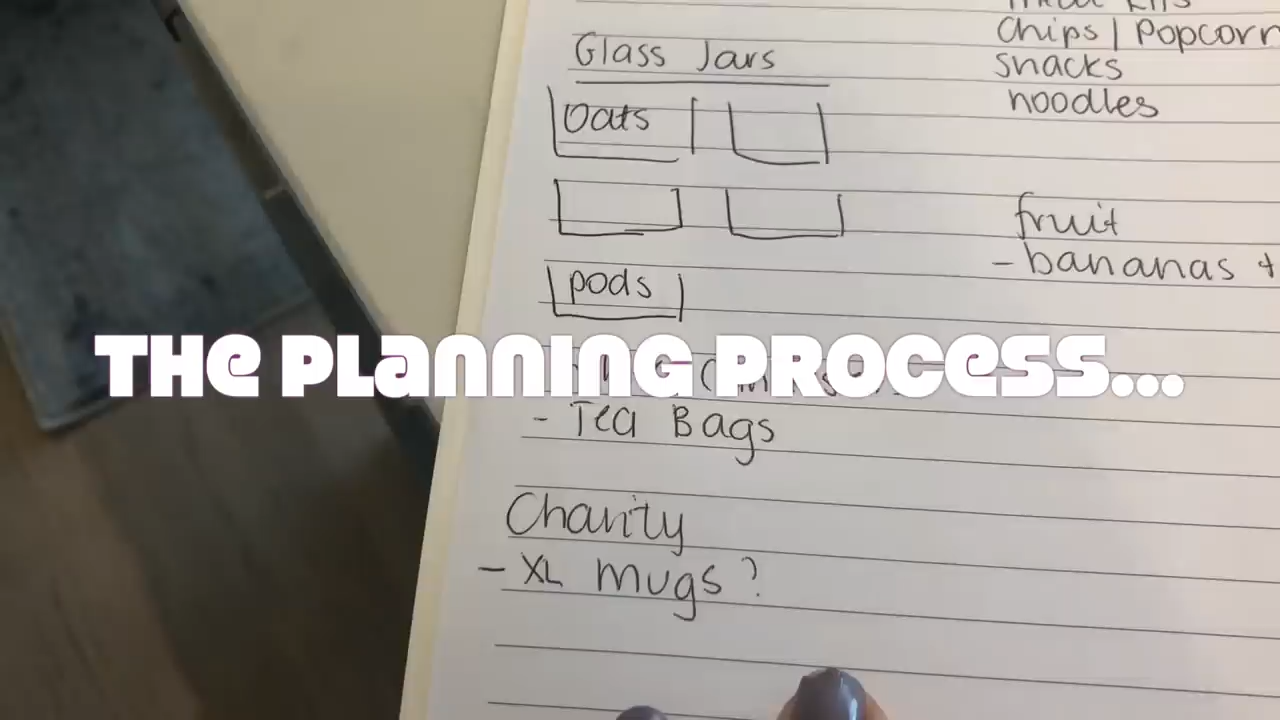 Glass Jars
Oats
pods
- Tea Bags
Charity
- XL Mugs?
Chips | Popcorn
snacks
noodles
fruit
- bananas +
THE PLANNING PROCESS...